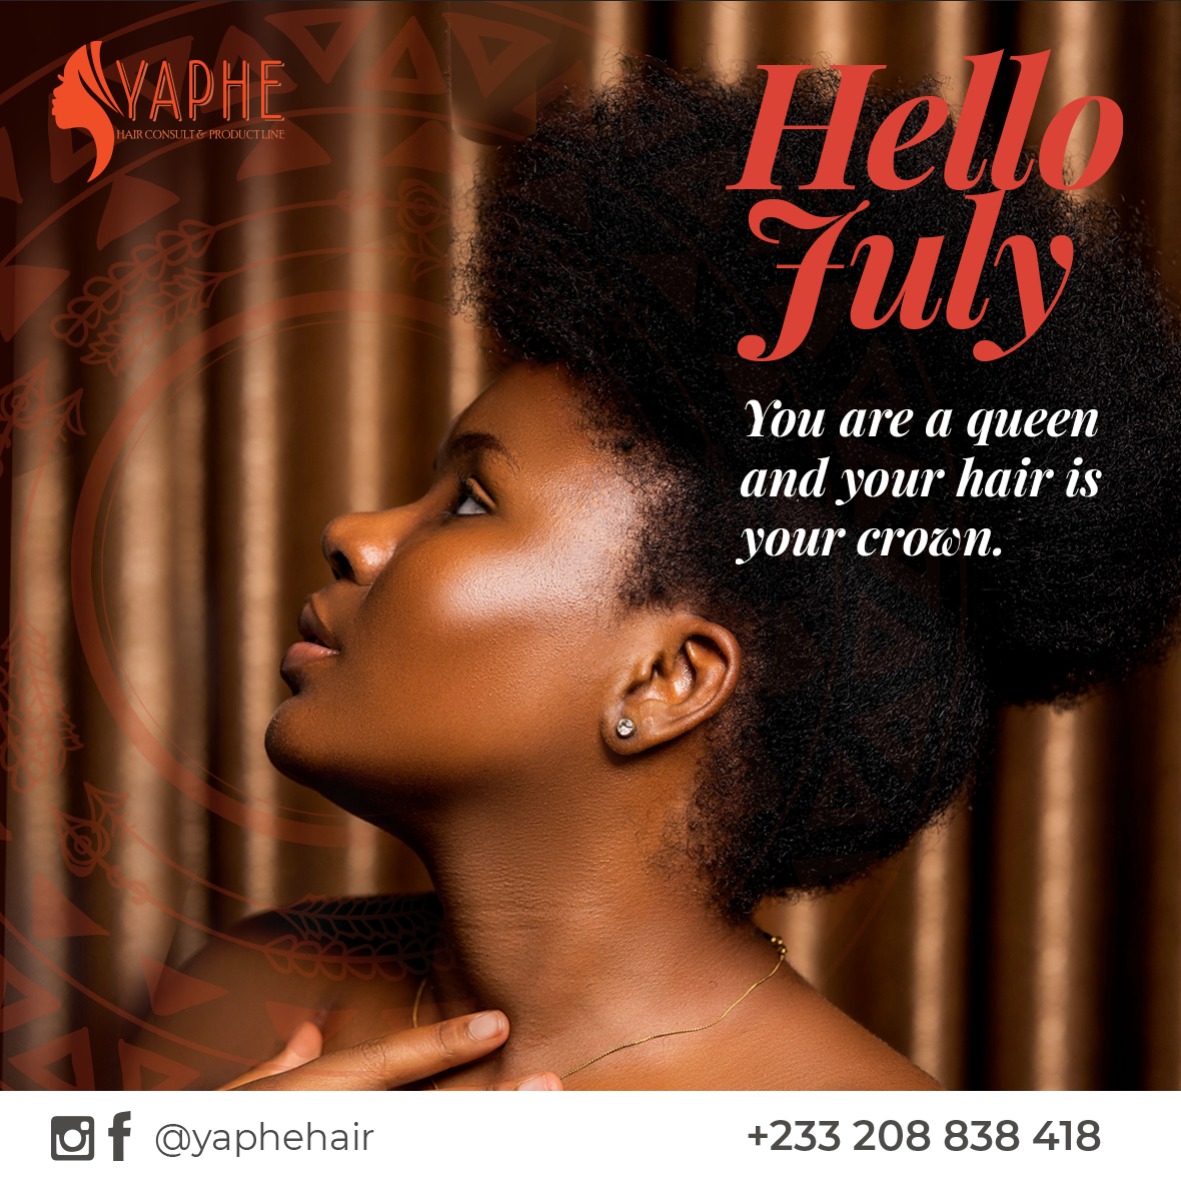 YAPHE
HAIR CONSULT & PRODUCT LINE
Hello
July
You are a queen
and your hair is
your crown.
@yaphehair
+233 208 838 418